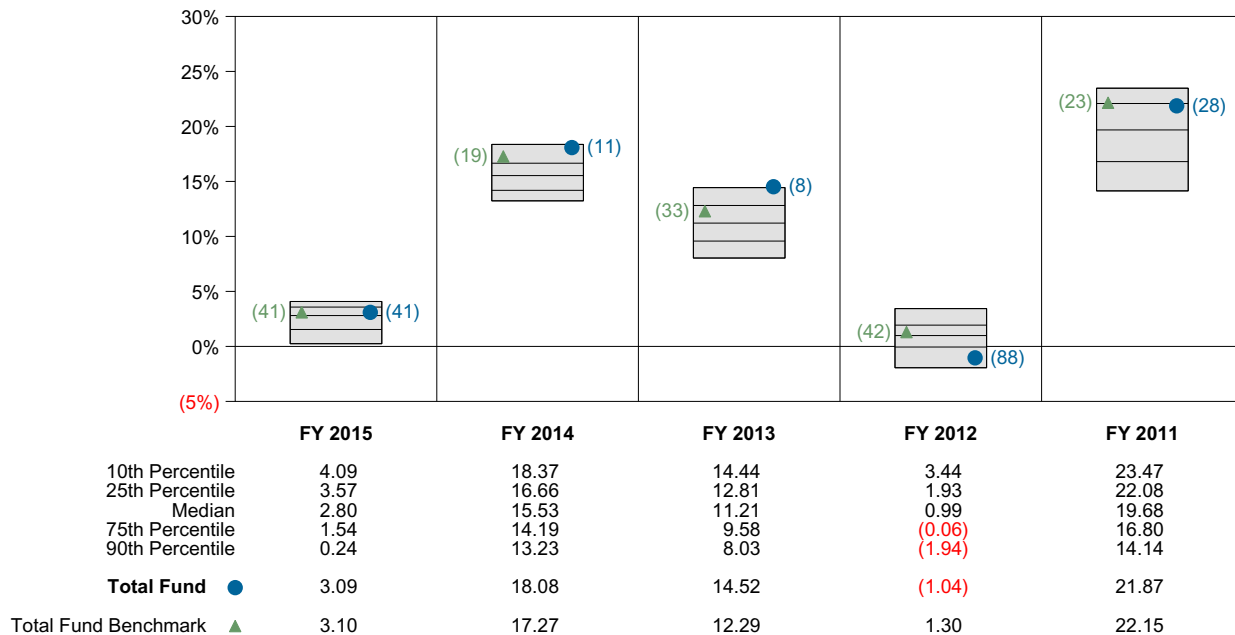 30%
25%
20%
15%
10%
5%
0%
(5%)
(41) (41)
(19) (11)
(33) (8)
(42) (88)
(23) (28)
FY 2015 FY 2014 FY 2013 FY 2012 FY 2011
10th Percentile 4.09 18.37 14.44 3.44 23.47
25th Percentile 3.57 16.66 12.81 1.93 22.08
Median 2.80 15.53 11.21 0.99 19.68
75th Percentile 1.54 14.19 9.58 (0.06) 16.80
90th Percentile 0.24 13.23 8.03 (1.94) 14.14
Total Fund 3.09 18.08 14.52 (1.04) 21.87
Total Fund Benchmark 3.10 17.27 12.29 1.30 22.15